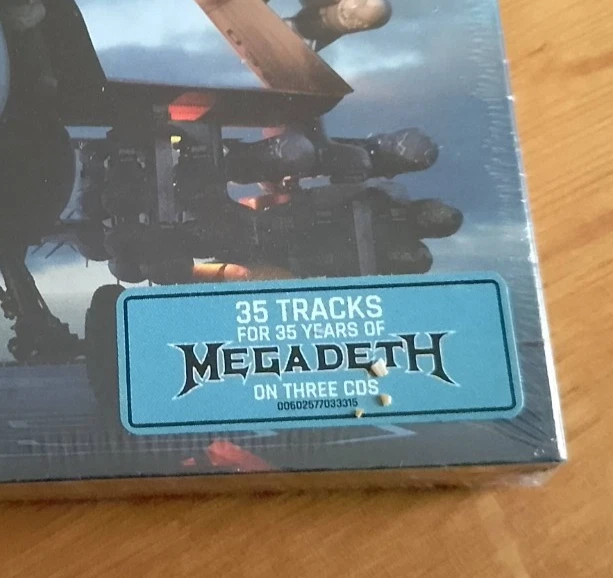 35 TRACKS
FOR 35 YEARS OF
MEGADETH
ON THREE CDS
00602577033315